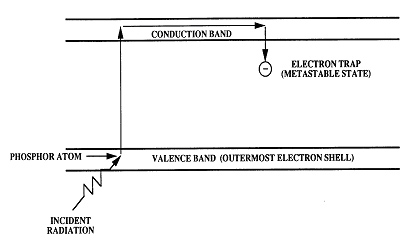 CONDUCTION BAND
ELECTRON TRAP
(METASTABLE STATE)
PHOSPHOR ATOM
VALENCE BAND (OUTERMOST ELECTRON SHELL)
INCIDENT
RADIATION